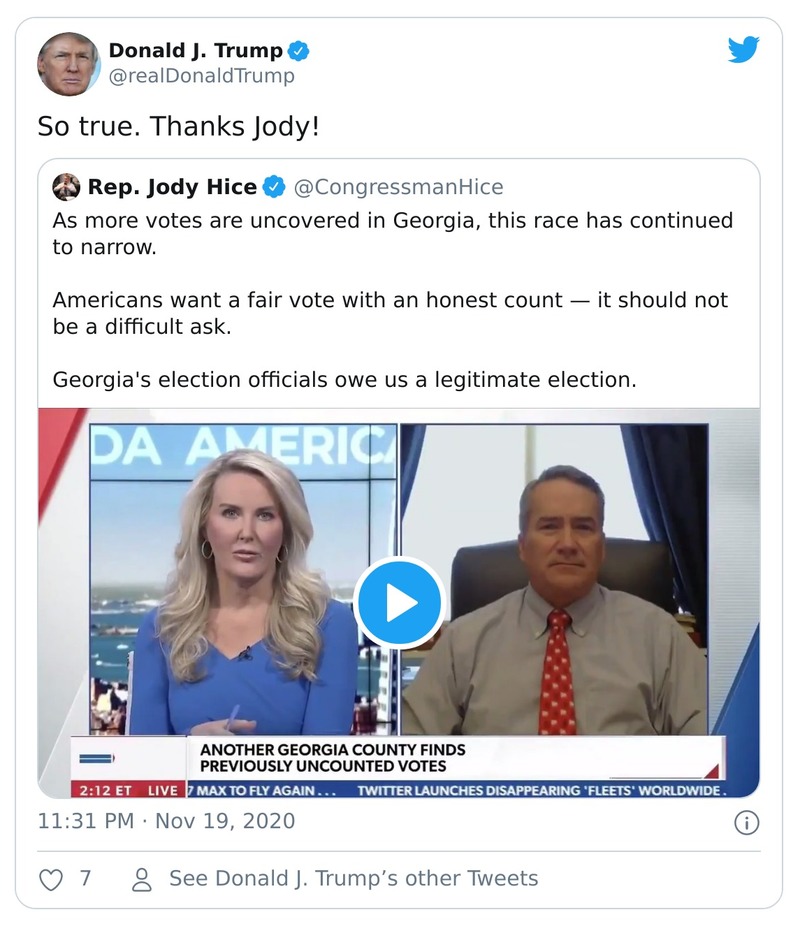 Donald J. Trump
@realDonaldTrump
So true. Thanks Jody!
Rep. Jody Hice @CongressmanHice
As more votes are uncovered in Georgia, this race has continued
to narrow.
Americans want a fair vote with an honest count — it should not
be a difficult ask.
Georgia's election officials owe us a legitimate election.
DA AMERICA
ANOTHER GEORGIA COUNTY FINDS
PREVIOUSLY UNCOUNTED VOTES
2:12 ET LIVE 7 MAX TO FLY AGAIN . . . TWITTER LAUNCHES DISAPPEARING 'FLEETS' WORLDWIDE .
11:31 PM · Nov 19, 2020
7 See Donald J. Trump’s other Tweets